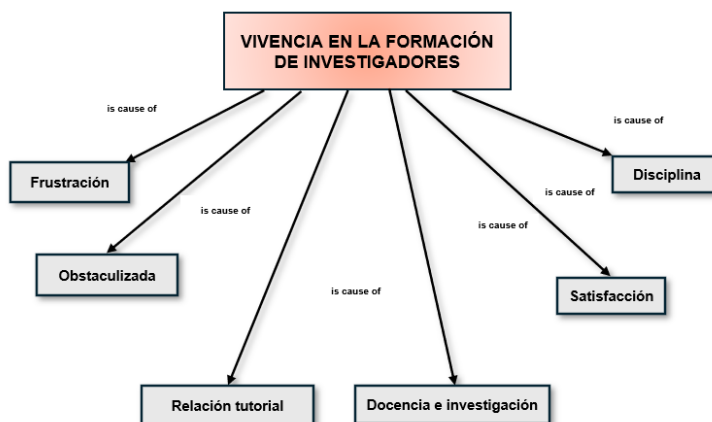 VIVENCIA EN LA FORMACIÓN
DE INVESTIGADORES
is cause of
is cause of
Frustración
Disciplina
is cause of
is cause of
is cause of
Obstaculizada
is cause of
Satisfacción
Relación tutorial
Docencia e investigación